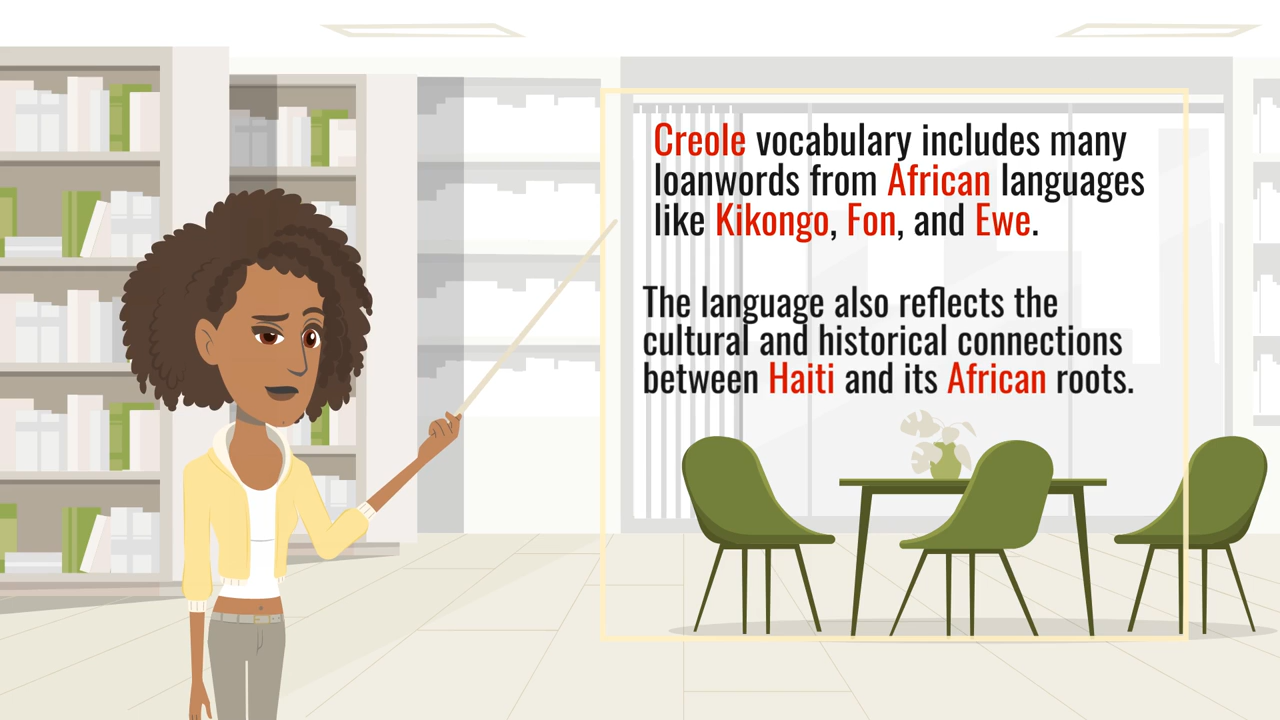 Creole vocabulary includes many
loanwords from African languages
like Kikongo, Fon, and Ewe.
The language also reflects the
cultural and historical connections
between Haiti and its African roots.